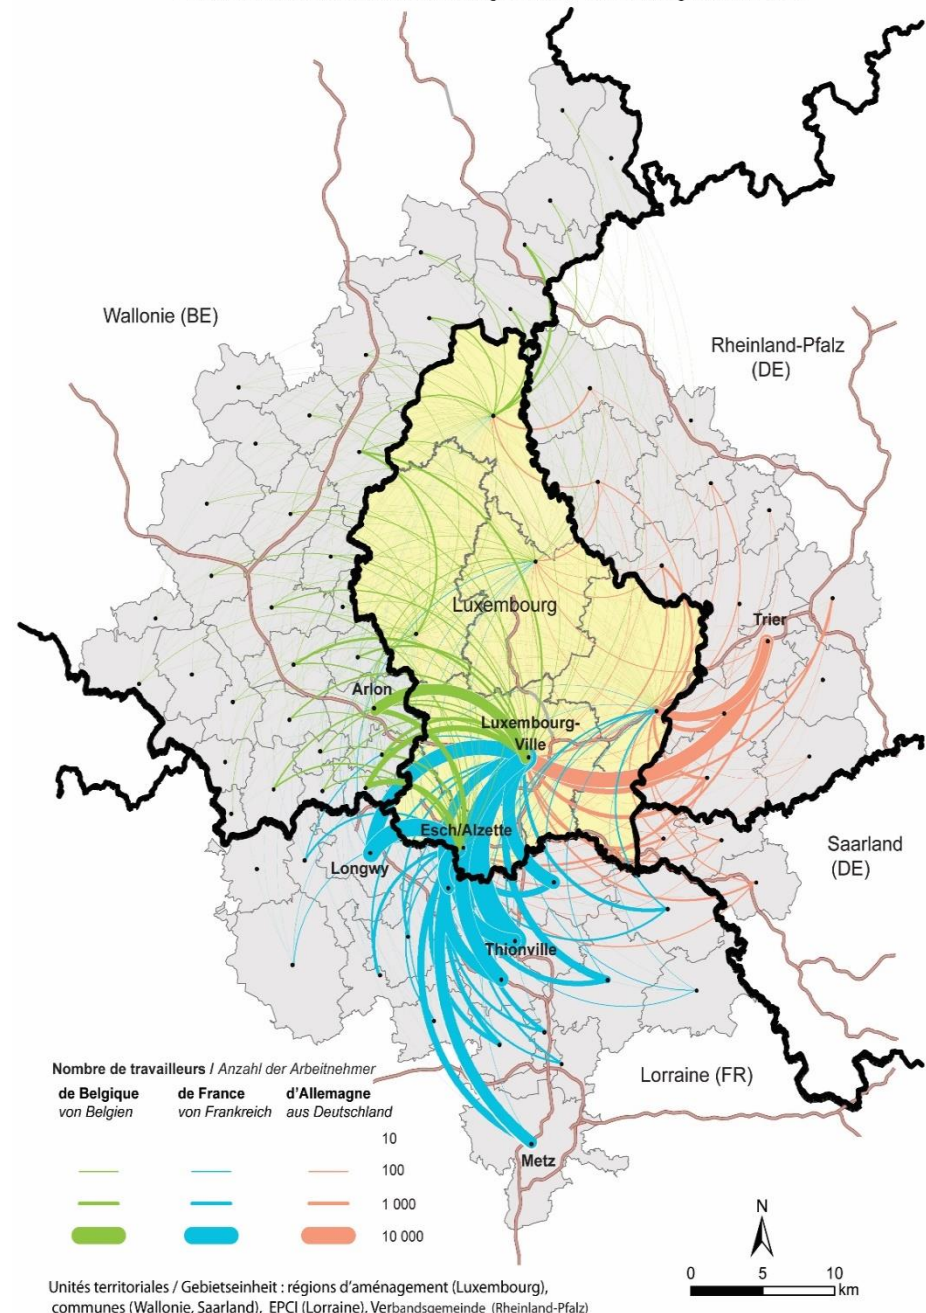 Wallonie (BE)
Rheinland-Pfalz
(DE)
Luxembourg
Trier
Arlon
Luxembourg-
Ville
Esch/Alzette
Saarland
(DE)
Longwy
Thionville
Nombre de travailleurs / Anzahl der Arbeitnehmer
de Belgique de France d'Allemagne
von Belgien von Frankreich aus Deutschland
Lorraine (FR)
10
100
1 000
10 000
Metz
N
0 5 10
km
Unités territoriales / Gebietseinheit : régions d'aménagement (Luxembourg),
communes (Wallonie, Saarland), EPCI (Lorraine), Verbandsgemeinde (Rheinland-Pfalz)